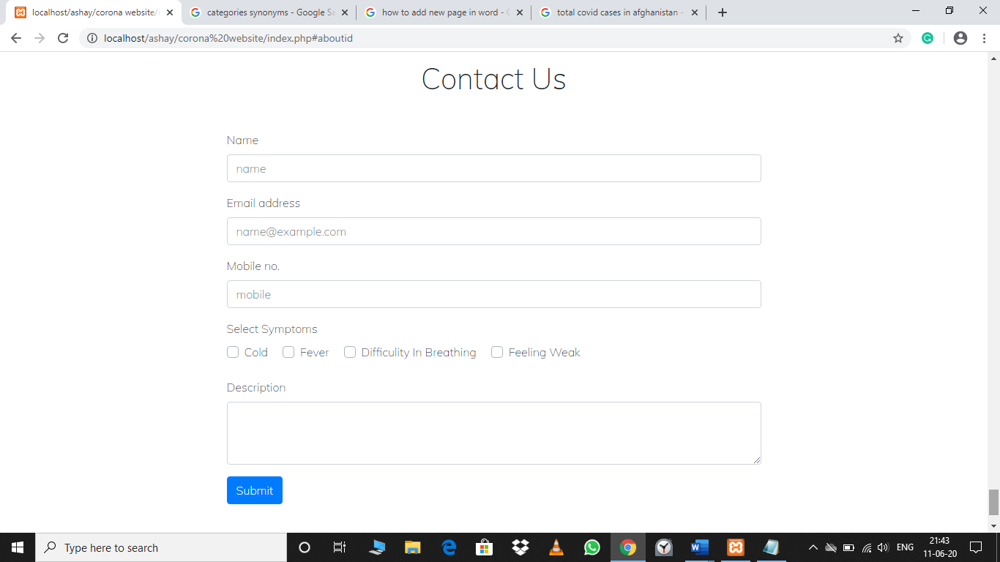 localhost/ashay/corona website/
categories synonyms - Google Se
how to add new page in word -
total covid cases in afghanistan -
localhost/ashay/corona%20website/index.php#aboutid
Contact Us
Name
name
Email address
name@example.com
Mobile no.
mobile
Select Symptoms
Cold Fever Difficulity In Breathing Feeling Weak
Description
Submit
Type here to search
ENG
21:43
11-06-20